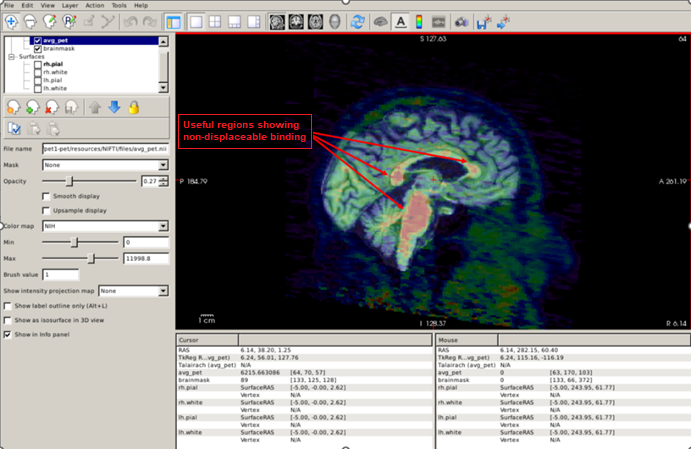 File Edit View Layer Action Tools Help
S 127.63
64
avg_pet
brainmask
Surfaces
rh.pial
rh.white
lh.pial
lh.white
Useful regions showing
non-displaceable binding
File name pet1-pet/resources/NIFTI/files/avg_pet.nii
Mask None
Opacity 0.27
Smooth display
Upsample display
Color map NIH
Min 0
Max 11998.8
Brush value 1
Show intensity projection map None
Show label outline only (Alt+L)
Show as isosurface in 3D view
Show in Info panel
P 184.79
A 261.19
1 cm
I 128.37
R 6.14
Cursor
RAS 6.14, 38.20, 1.25
TkReg R...vg_pet) 6.24, 56.01, 127.76
Talairach (avg_pet) N/A
avg_pet 6215.663086 [64, 70, 57]
brainmask 89 [133, 125, 128]
rh.pial SurfaceRAS [-5.00, -0.00, 2.62]
Vertex N/A
rh.white SurfaceRAS [-5.00, -0.00, 2.62]
Vertex N/A
lh.pial SurfaceRAS [-5.00, -0.00, 2.62]
Vertex N/A
lh.white SurfaceRAS [-5.00, -0.00, 2.62]
Vertex N/A
Mouse
RAS 6.14, 282.15, 60.40
TkReg R...vg_pet) 6.24, 115.16, -116.19
Talairach (avg_pet) N/A
avg_pet 0 [63, 170, 103]
brainmask 0 [133, 66, 372]
rh.pial SurfaceRAS [-5.00, 243.95, 61.77]
Vertex N/A
rh.white SurfaceRAS [-5.00, 243.95, 61.77]
Vertex N/A
lh.pial SurfaceRAS [-5.00, 243.95, 61.77]
Vertex N/A
lh.white SurfaceRAS [-5.00, 243.95, 61.77]
Vertex N/A